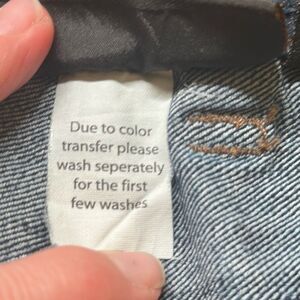 Due to color
transfer please
wash seperately
for the first
few washes